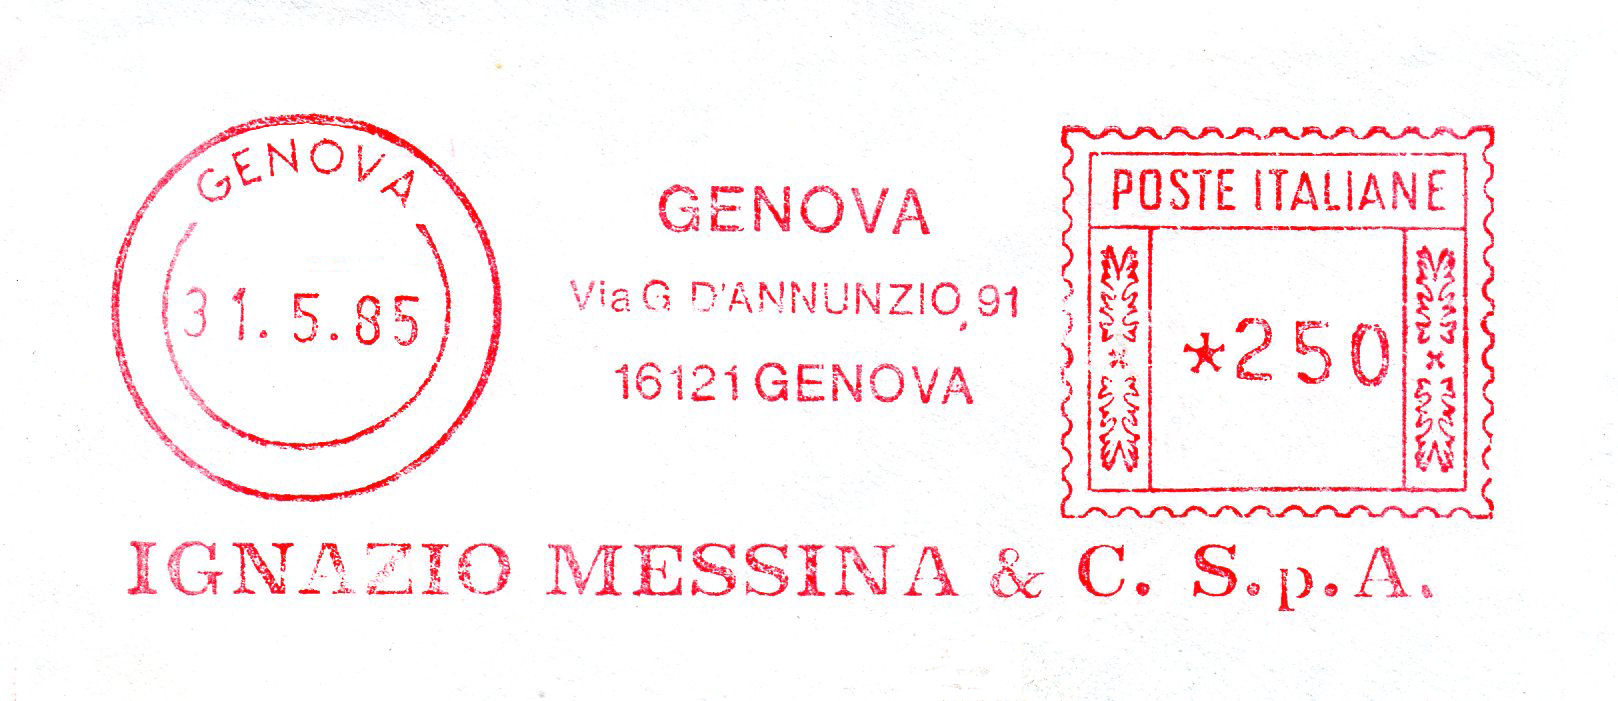 GENOVA
31.5.85
GENOVA
Via G D'ANNUNZIO, 91
16121 GENOVA
POSTE ITALIANE
*250
IGNAZIO MESSINA & C. S.p.A.